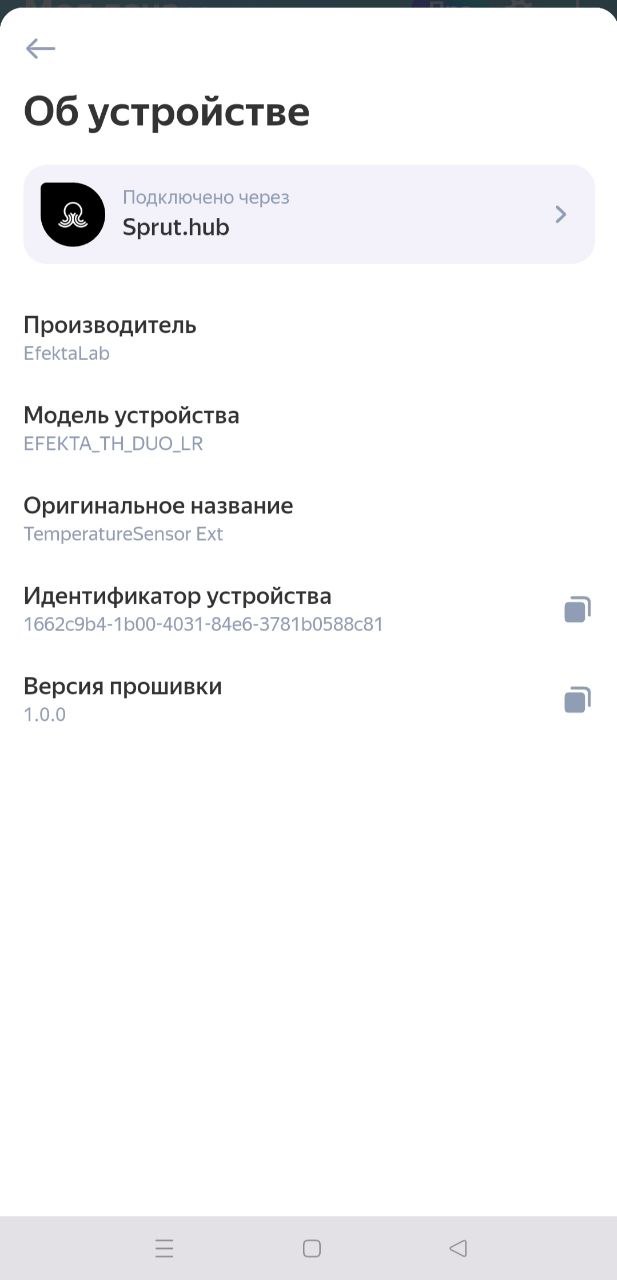 Об устройстве
Подключено через
Sprut.hub
Производитель
EfektaLab
Модель устройства
EFEKTA_TH_DUO_LR
Оригинальное название
TemperatureSensor Ext
Идентификатор устройства
1662c9b4-1b00-4031-84e6-3781b0588c81
Версия прошивки
1.0.0